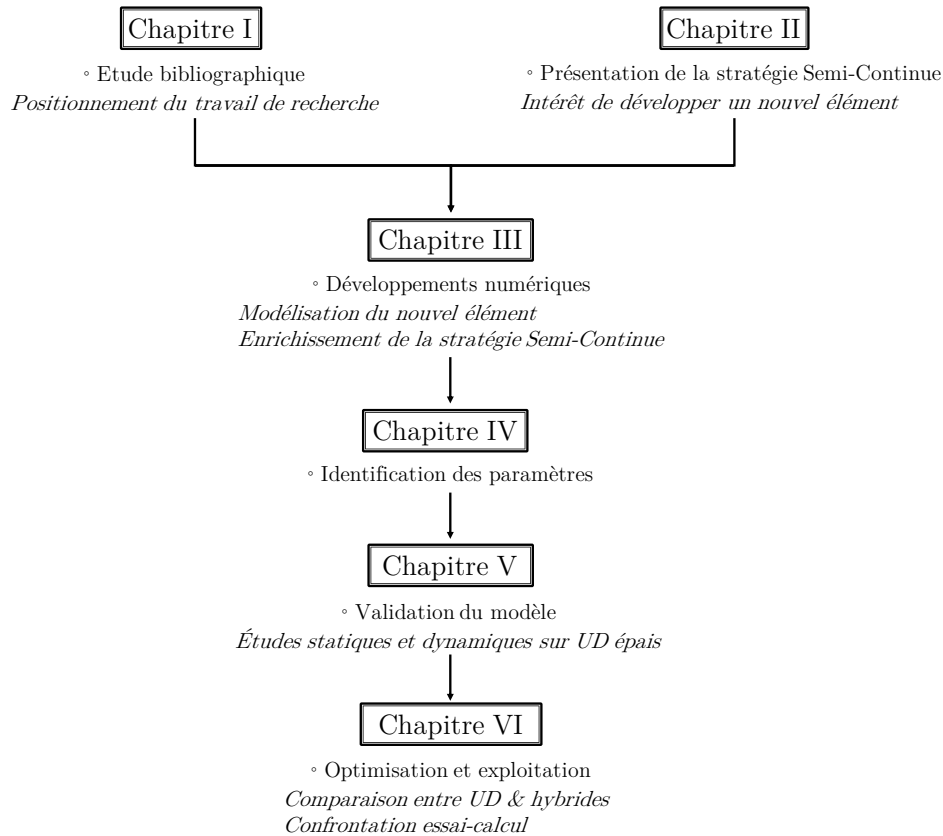 Chapitre I
◦ Etude bibliographique
Positionnement du travail de recherche
Chapitre II
◦ Présentation de la stratégie Semi-Continue
Intérêt de développer un nouvel élément
Chapitre III
◦ Développements numériques
Modélisation du nouvel élément
Enrichissement de la stratégie Semi-Continue
Chapitre IV
◦ Identification des paramètres
Chapitre V
◦ Validation du modèle
Études statiques et dynamiques sur UD épais
Chapitre VI
◦ Optimisation et exploitation
Comparaison entre UD & hybrides
Confrontation essai-calcul